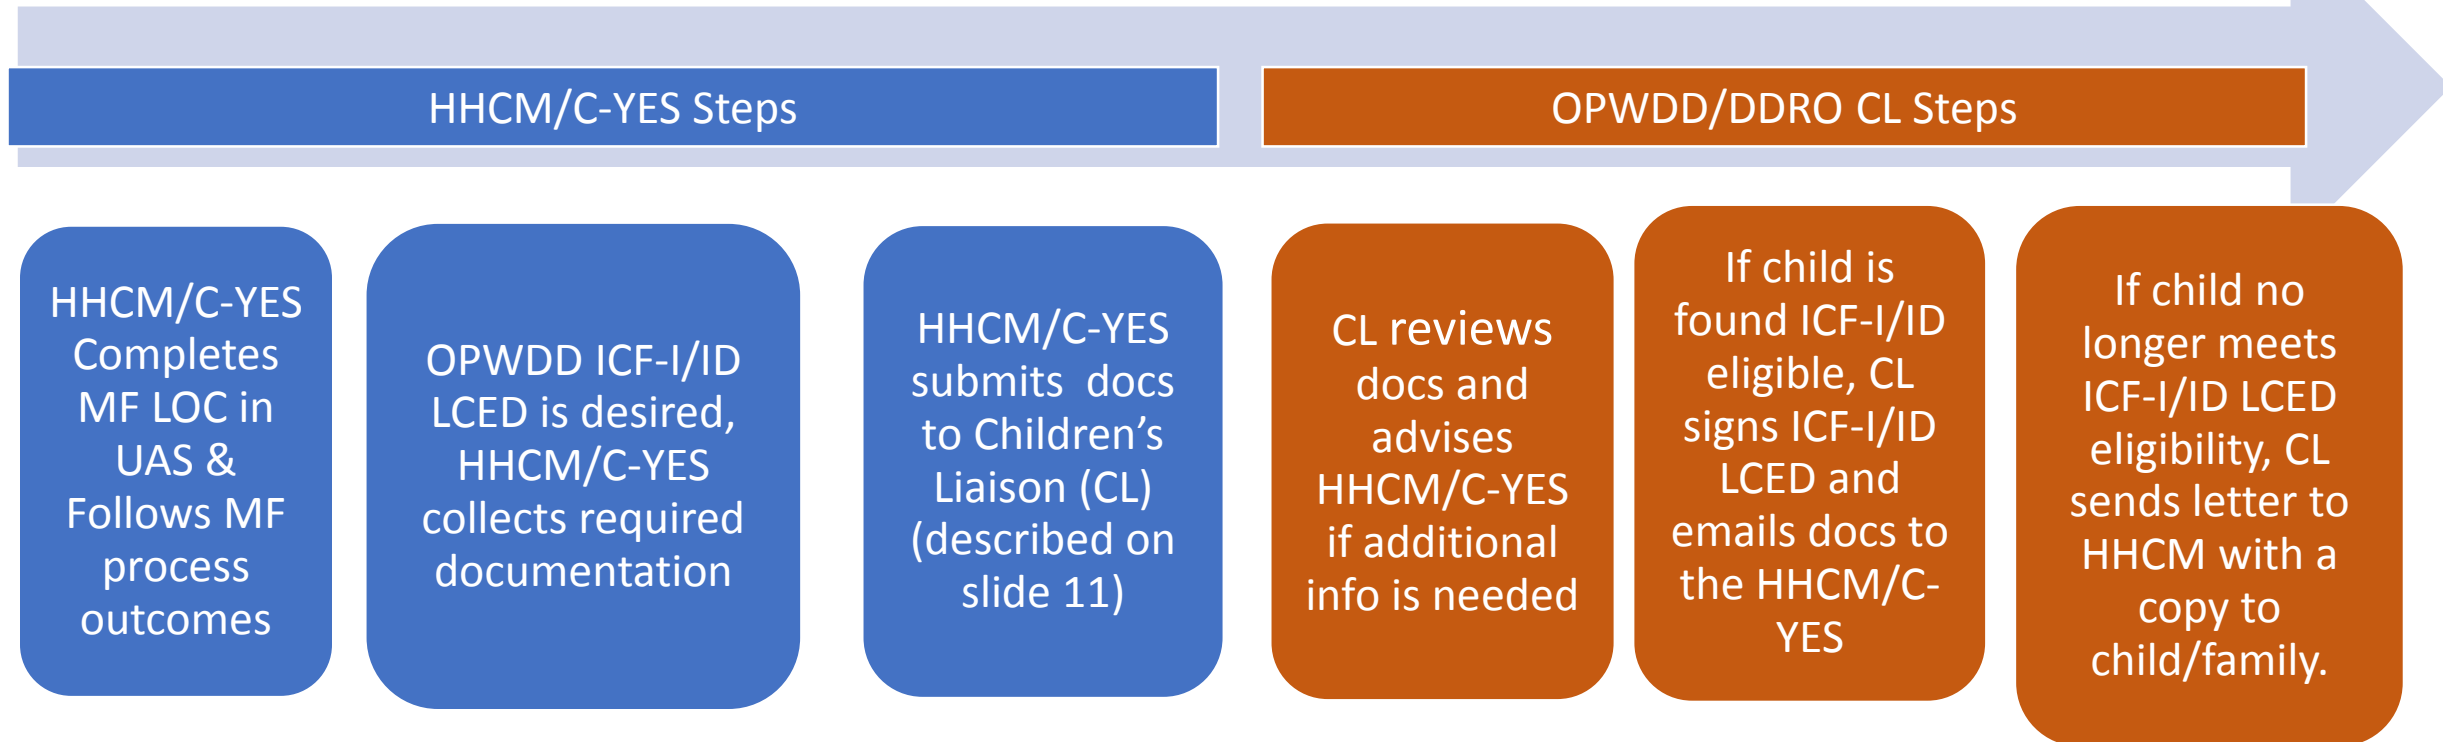 HHCM/C-YES Steps
OPWDD/DDRO CL Steps
HHCM/C-YES
Completes
MF LOC in
UAS &
Follows MF
process
outcomes
OPWDD ICF-I/ID
LCED is desired,
HHCM/C-YES
collects required
documentation
HHCM/C-YES
submits  docs
to Children’s
Liaison (CL)
(described on
slide 11)
CL reviews
docs and
advises
HHCM/C-YES
if additional
info is needed
If child is
found ICF-I/ID
eligible, CL
signs ICF-I/ID
LCED and
emails docs to
the HHCM/C-
YES
If child no
longer meets
ICF-I/ID LCED
eligibility, CL
sends letter to
HHCM with a
copy to
child/family.